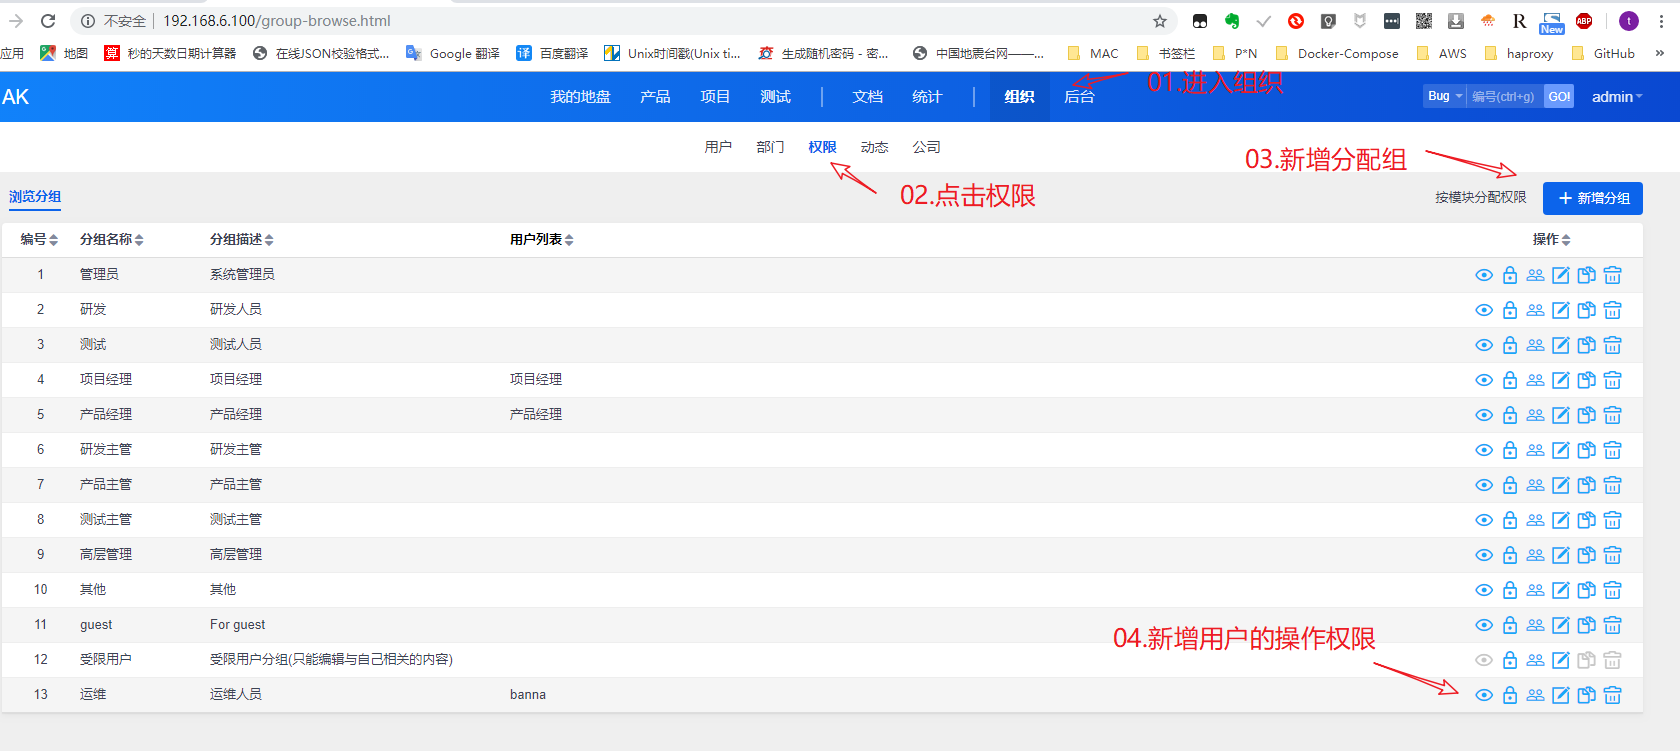 不安全 | 192.168.6.100/group-browse.html
New
ABP
t
应用 地图 秒的天数日期计算器 在线JSON校验格式... Google 翻译 百度翻译 Unix时间戳(Unix ti... 生成随机密码 - 密... 中国地震台网——... MAC 书签栏 P*N Docker-Compose AWS haproxy GitHub »
AK 我的地盘 产品 项目 测试 | 文档 统计 | 组织 后台 Bug 编号(ctrl+g) GO! admin
01.进入组织
用户 部门 权限 动态 公司
03.新增分配组
02.点击权限
浏览分组 按模块分配权限 + 新增分组
编号 分组名称 分组描述 用户列表 操作
1 管理员 系统管理员
2 研发 研发人员
3 测试 测试人员
4 项目经理 项目经理 项目经理
5 产品经理 产品经理 产品经理
6 研发主管 研发主管
7 产品主管 产品主管
8 测试主管 测试主管
9 高层管理 高层管理
10 其他 其他
11 guest For guest
04.新增用户的操作权限
12 受限用户 受限用户分组(只能编辑与自己相关的内容)
13 运维 运维人员 banna